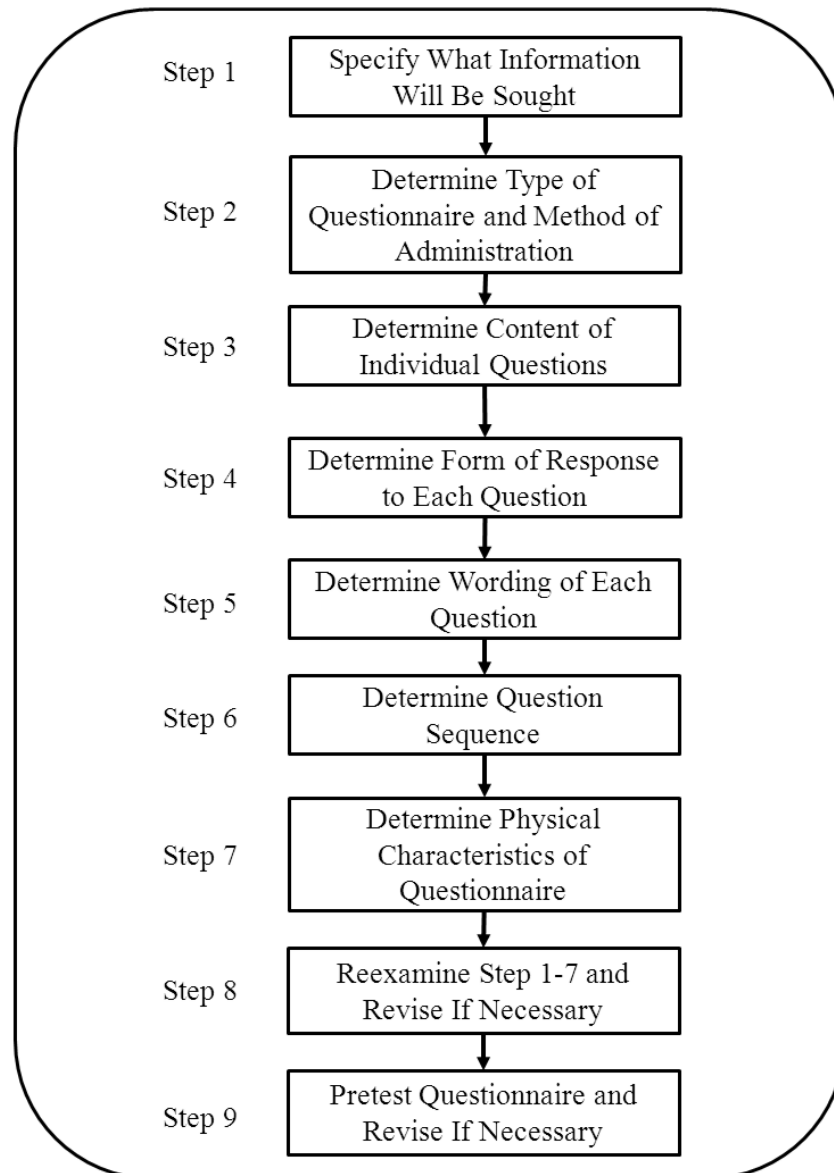 Step 1
Specify What Information
Will Be Sought
Step 2
Determine Type of
Questionnaire and Method of
Administration
Step 3
Determine Content of
Individual Questions
Step 4
Determine Form of Response
to Each Question
Step 5
Determine Wording of Each
Question
Step 6
Determine Question
Sequence
Step 7
Determine Physical
Characteristics of
Questionnaire
Step 8
Reexamine Step 1-7 and
Revise If Necessary
Step 9
Pretest Questionnaire and
Revise If Necessary